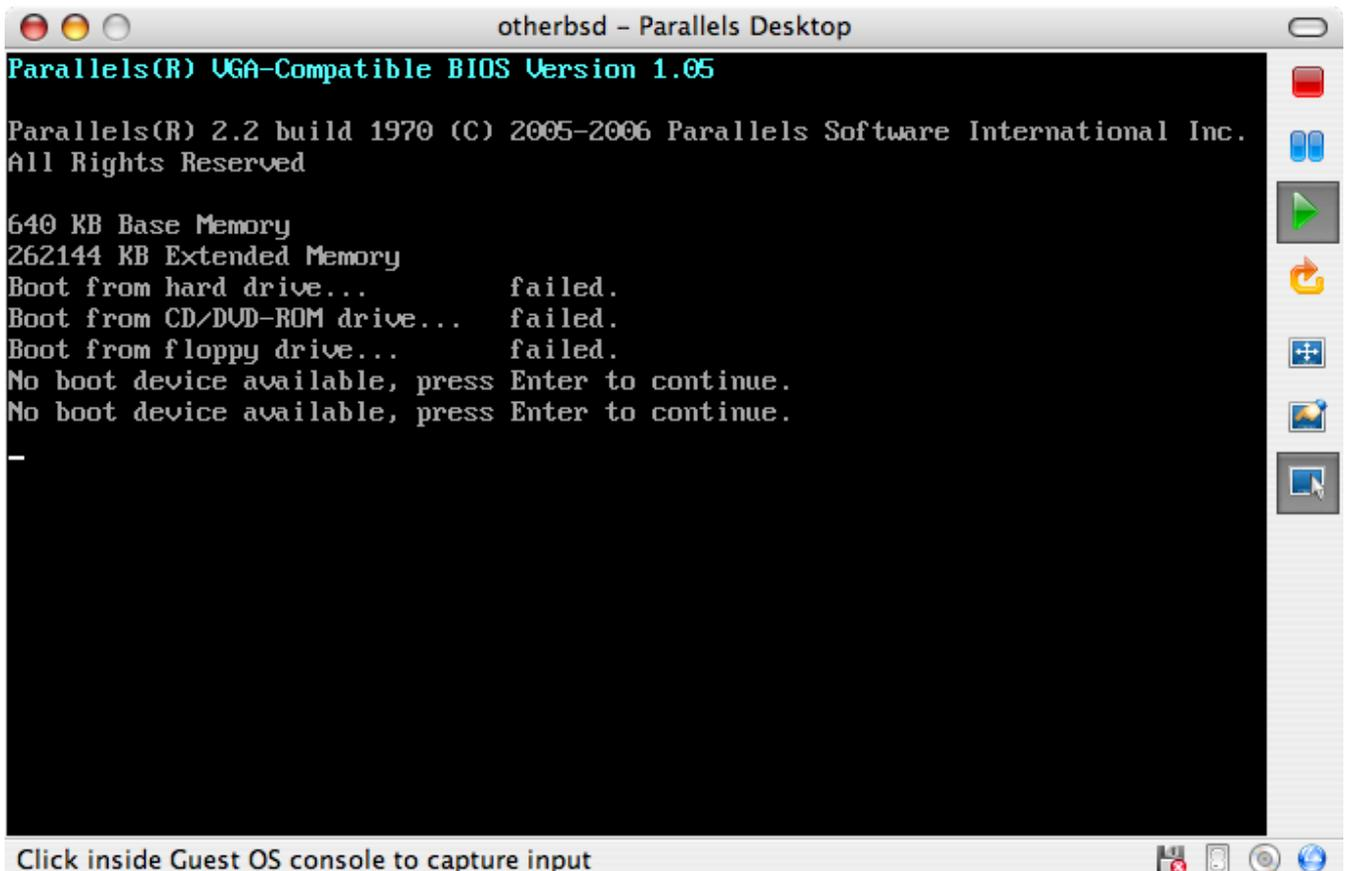 otherbsd – Parallels Desktop
Parallels(R) VGA-Compatible BIOS Version 1.05
Parallels(R) 2.2 build 1970 (C) 2005-2006 Parallels Software International Inc.
All Rights Reserved
640 KB Base Memory
262144 KB Extended Memory
Boot from hard drive... failed.
Boot from CD/DVD-ROM drive... failed.
Boot from floppy drive... failed.
No boot device available, press Enter to continue.
No boot device available, press Enter to continue.
Click inside Guest OS console to capture input